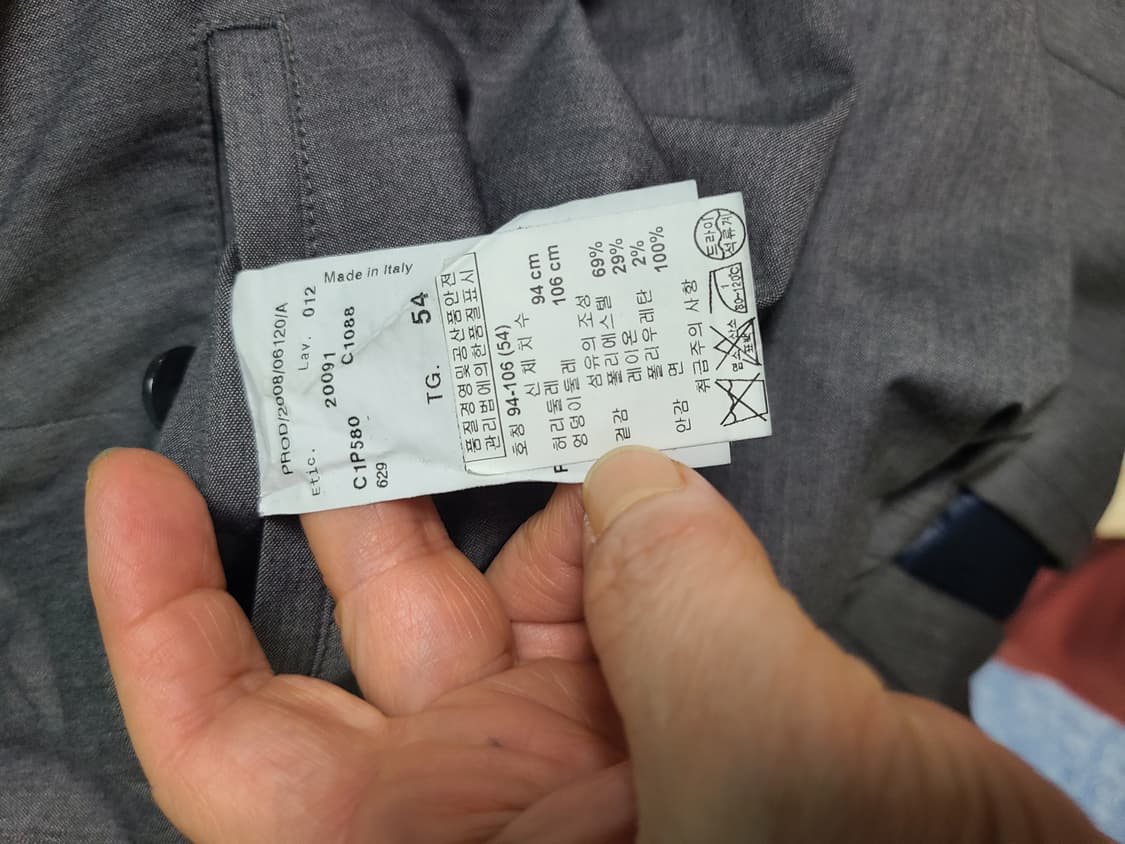 PROD/2008/06120/A
Etic. Lav. 012
20091
C1P580 C1088
629
Made in Italy
TG. 54
품질경영및공산품안전
관리법에의한품질표시
호칭 94-106 (54)
신 체 치 수
허리둘레 94 cm
엉덩이둘레 106 cm
섬유의 조성
겉감 폴리에스텔 69%
레이온 29%
폴리우레탄 2%
안감 면 100%
취급주의 사항
80~120℃
드라이
석유계